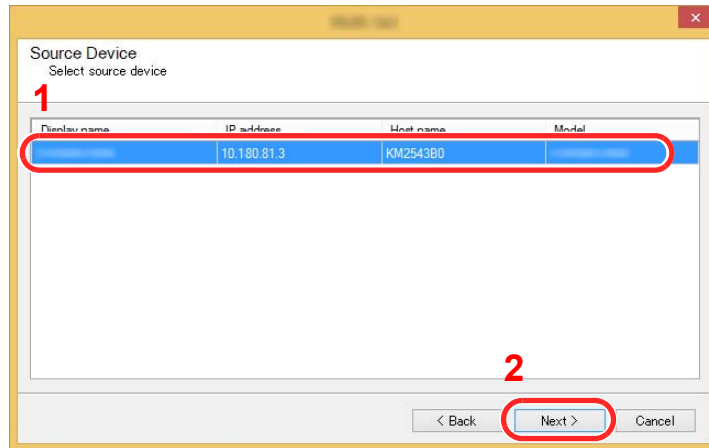 Source Device
Select source device
1
Display name IP address Host name Model
10.180.81.3 KM2543B0
2
< Back Next > Cancel